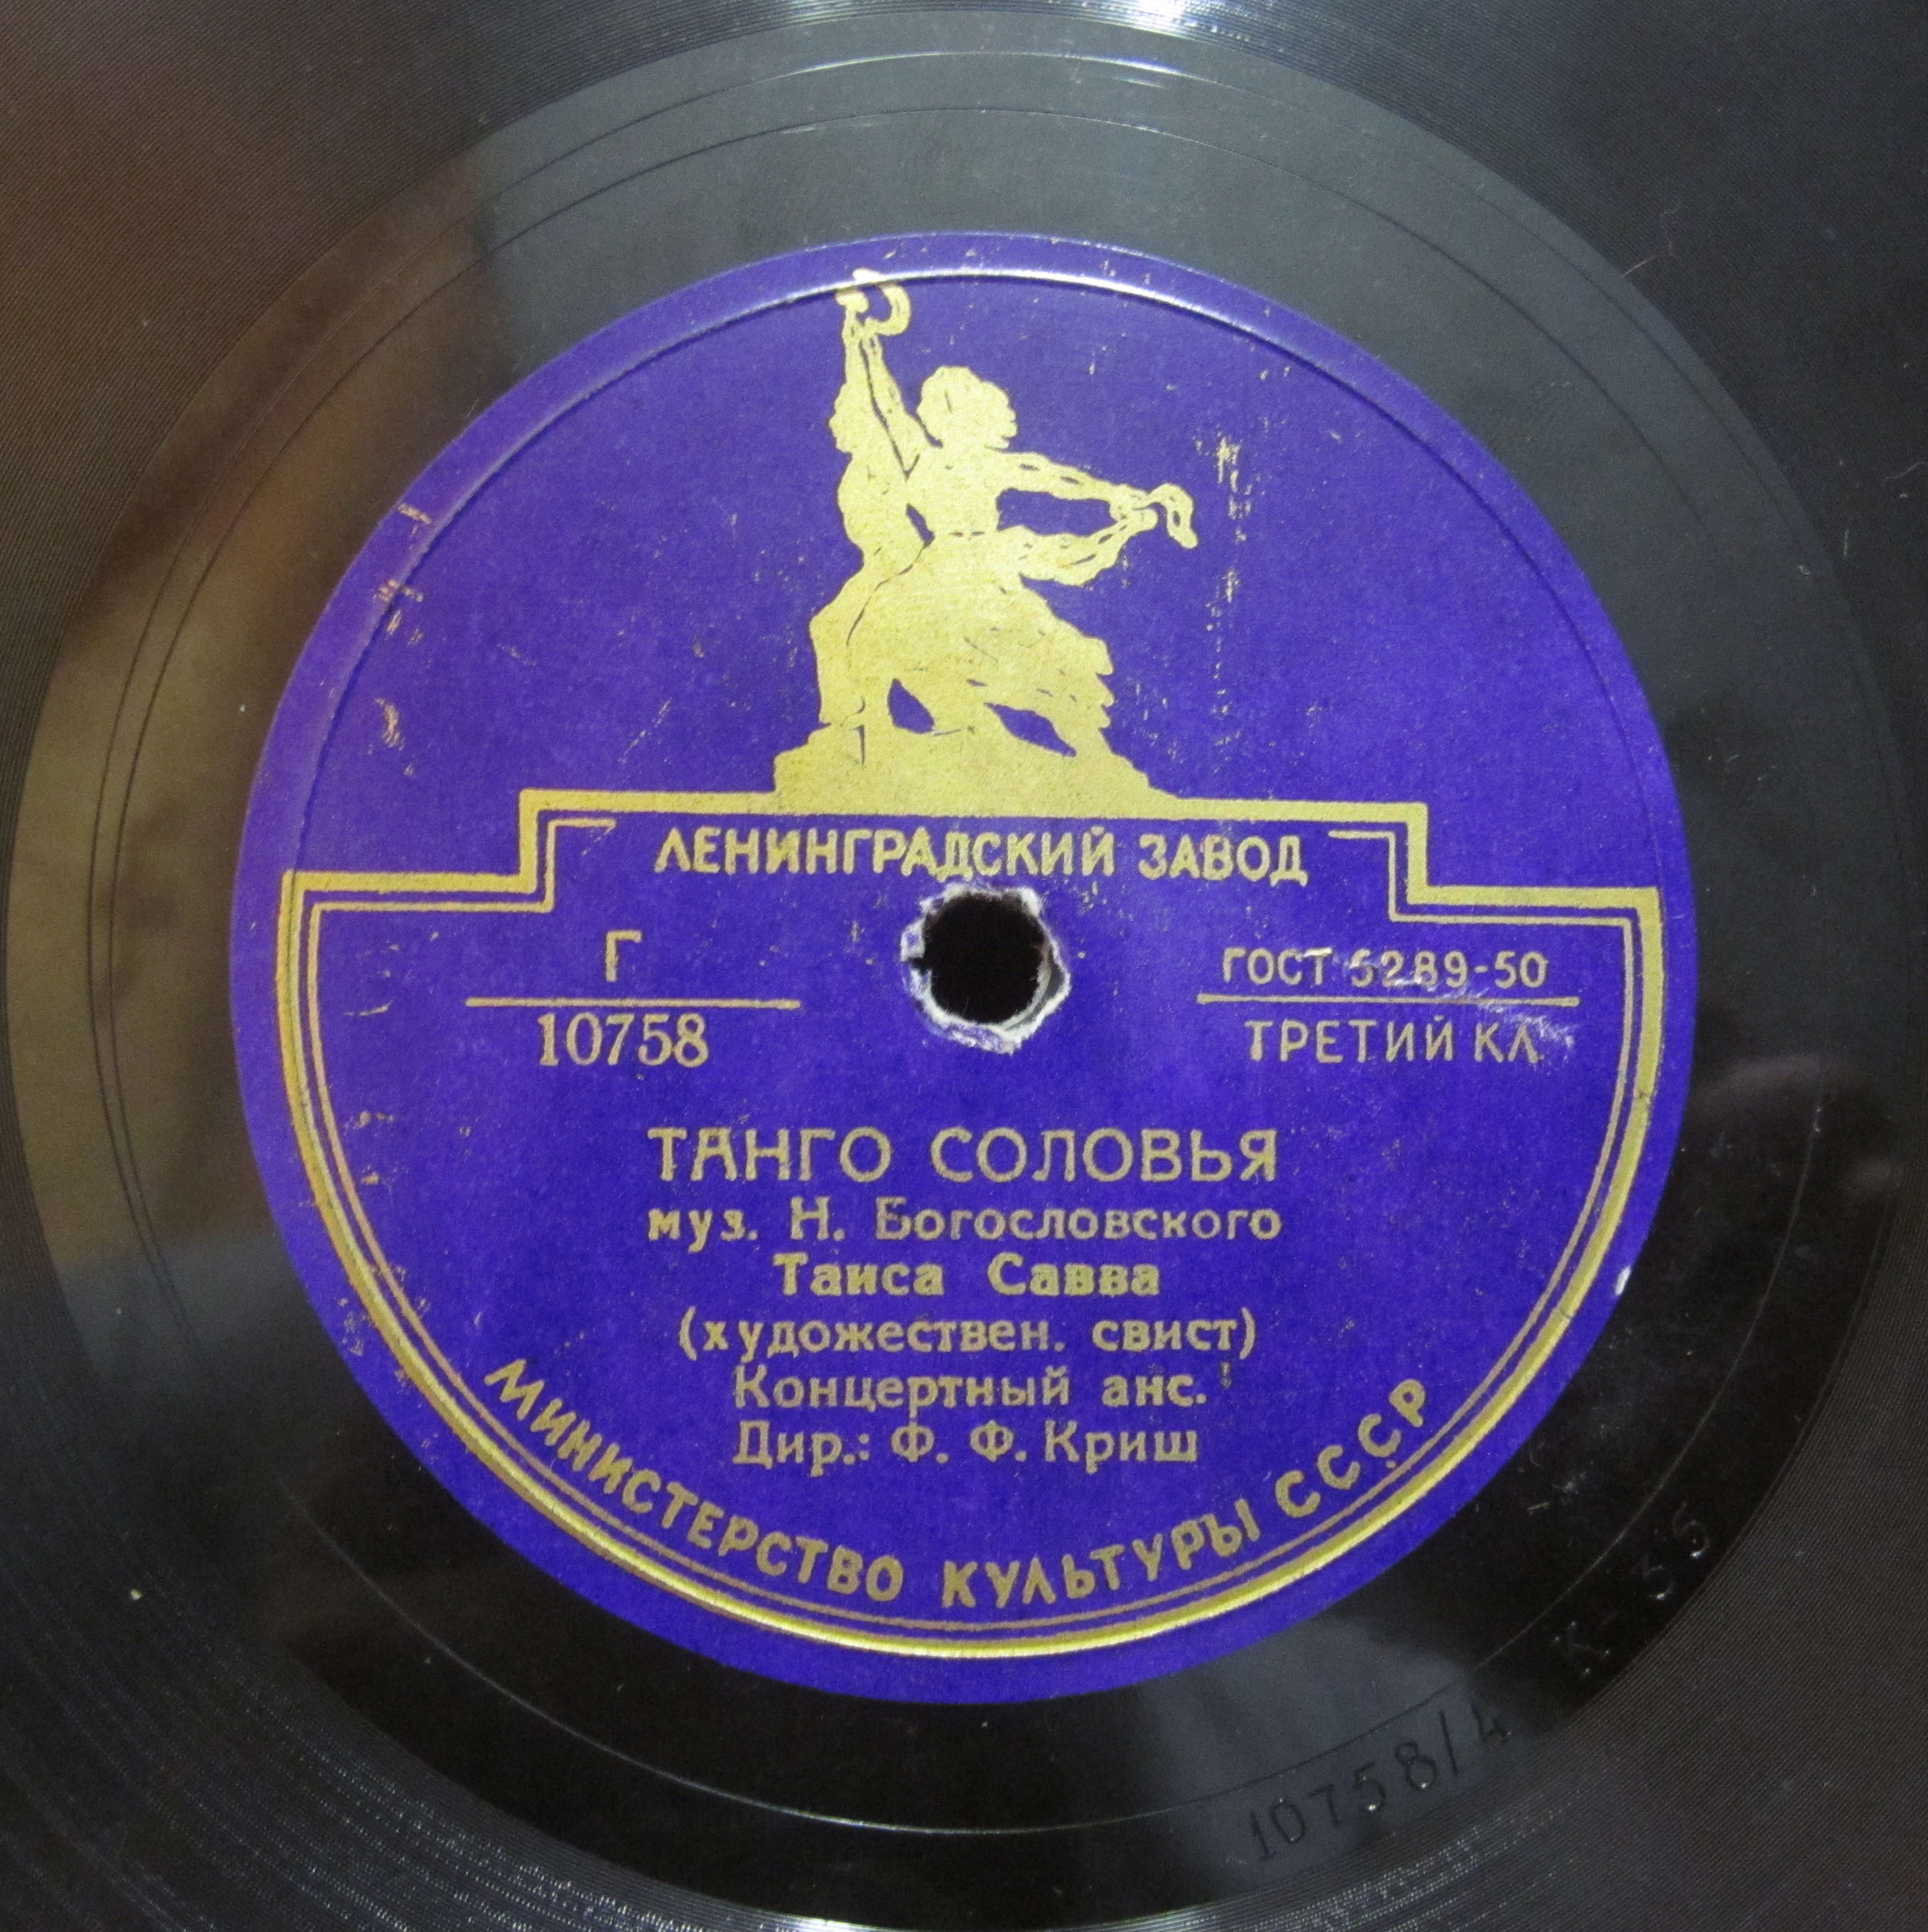 ЛЕНИНГРАДСКИЙ ЗАВОД
Г
10758
ГОСТ 5289-50
ТРЕТИЙ КЛ
ТАНГО СОЛОВЬЯ
муз. Н. Богословского
Таиса Савва
(художествен. свист)
Концертный анс.
Дир.: Ф. Ф. Криш
МИНИСТЕРСТВО КУЛЬТУРЫ СССР
10758/4 К-35